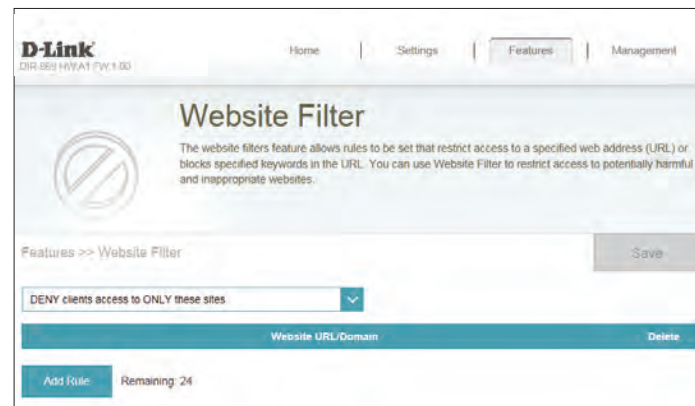 D-Link
DIR-869 HW:A1 FW:1.00
Home | Settings | Features | Management
Website Filter
The website filters feature allows rules to be set that restrict access to a specified web address (URL) or
blocks specified keywords in the URL. You can use Website Filter to restrict access to potentially harmful
and inappropriate websites.
Features >> Website Filter
Save
DENY clients access to ONLY these sites
Website URL/Domain Delete
Add Rule Remaining: 24